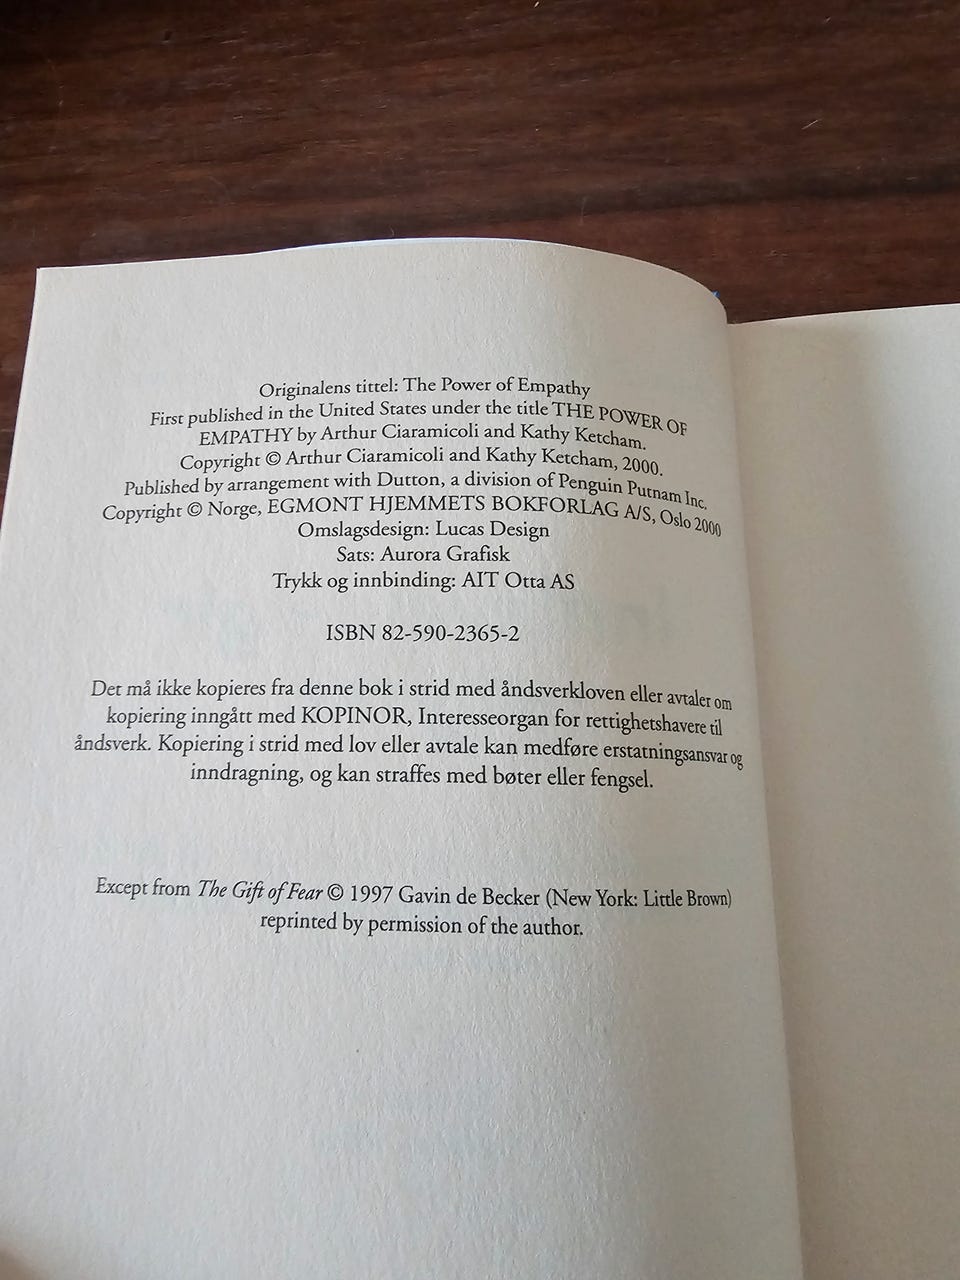 Originalens tittel: The Power of Empathy
First published in the United States under the title THE POWER OF
EMPATHY by Arthur Ciaramicoli and Kathy Ketcham.
Copyright © Arthur Ciaramicoli and Kathy Ketcham, 2000.
Published by arrangement with Dutton, a division of Penguin Putnam Inc.
Copyright © Norge, EGMONT HJEMMETS BOKFORLAG A/S, Oslo 2000
Omslagsdesign: Lucas Design
Sats: Aurora Grafisk
Trykk og innbinding: AIT Otta AS
ISBN 82-590-2365-2
Det må ikke kopieres fra denne bok i strid med åndsverkloven eller avtaler om
kopiering inngått med KOPINOR, Interesseorgan for rettighetshavere til
åndsverk. Kopiering i strid med lov eller avtale kan medføre erstatningsansvar og
inndragning, og kan straffes med bøter eller fengsel.
Except from The Gift of Fear © 1997 Gavin de Becker (New York: Little Brown)
reprinted by permission of the author.